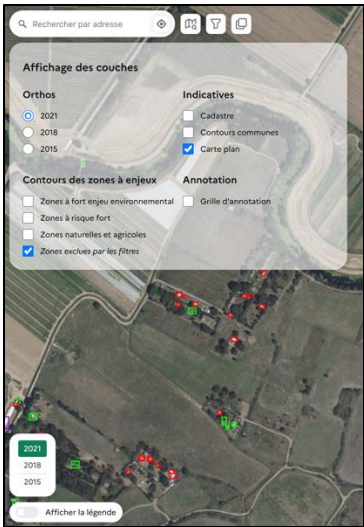 Rechercher par adresse
Affichage des couches
Orthos
2021
2018
2015
Indicatives
Cadastre
Contours communes
Carte plan
Contours des zones à enjeux
Zones à fort enjeu environnemental
Zones à risque fort
Zones naturelles et agricoles
Zones exclues par les filtres
Annotation
Grille d'annotation
2021
2018
2015
Afficher la légende